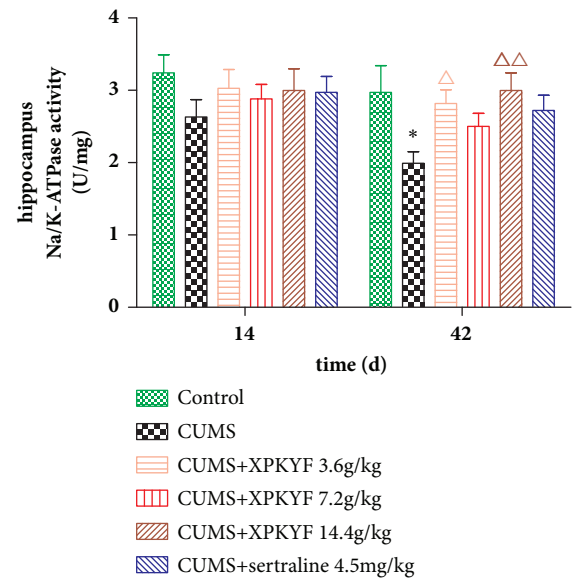 4
3
2
1
0
hippocampus
Na/K-ATPase activity
(U/mg)
*
△
△△
14
42
time (d)
Control
CUMS
CUMS+XPKYF 3.6g/kg
CUMS+XPKYF 7.2g/kg
CUMS+XPKYF 14.4g/kg
CUMS+sertraline 4.5mg/kg